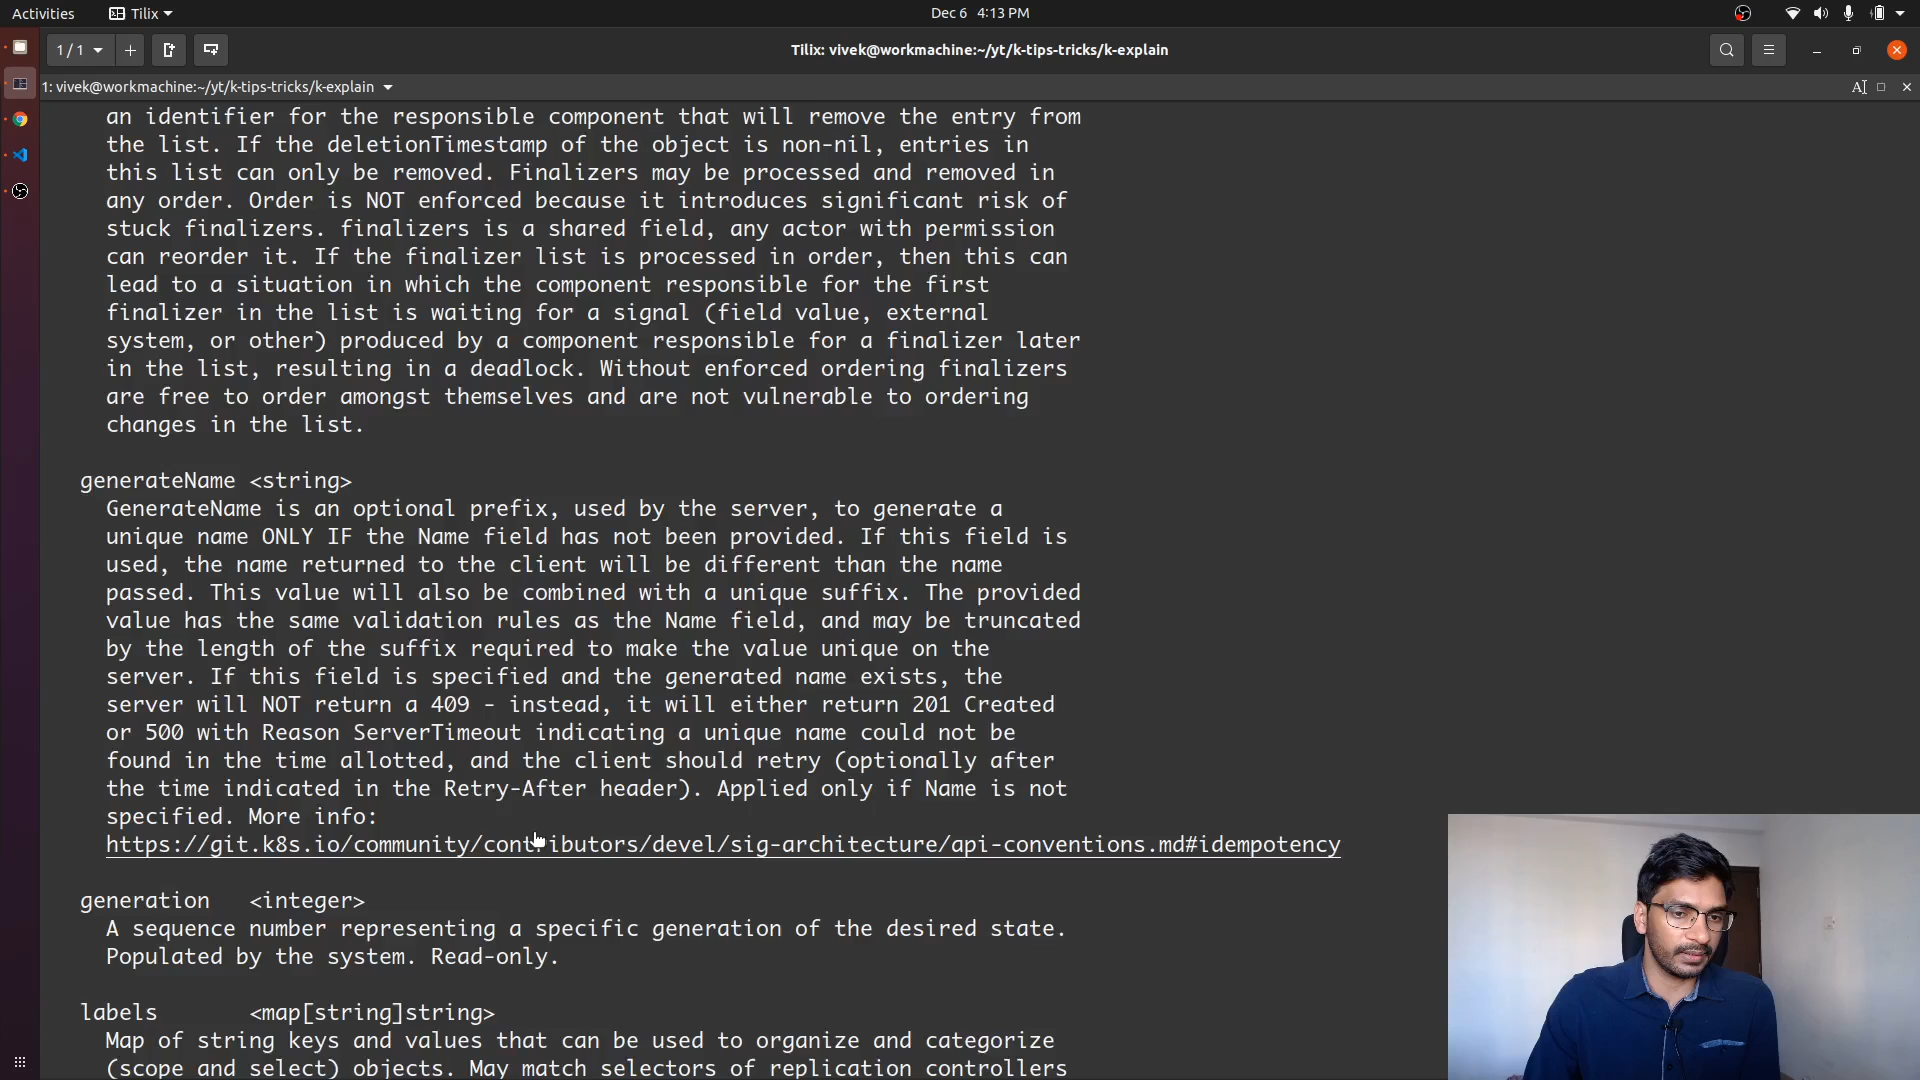 Activities
Tilix
Dec 6 4:13 PM
1 / 1
Tilix: vivek@workmachine:~/yt/k-tips-tricks/k-explain
1: vivek@workmachine:~/yt/k-tips-tricks/k-explain
an identifier for the responsible component that will remove the entry from
the list. If the deletionTimestamp of the object is non-nil, entries in
this list can only be removed. Finalizers may be processed and removed in
any order. Order is NOT enforced because it introduces significant risk of
stuck finalizers. finalizers is a shared field, any actor with permission
can reorder it. If the finalizer list is processed in order, then this can
lead to a situation in which the component responsible for the first
finalizer in the list is waiting for a signal (field value, external
system, or other) produced by a component responsible for a finalizer later
in the list, resulting in a deadlock. Without enforced ordering finalizers
are free to order amongst themselves and are not vulnerable to ordering
changes in the list.
generateName <string>
GenerateName is an optional prefix, used by the server, to generate a
unique name ONLY IF the Name field has not been provided. If this field is
used, the name returned to the client will be different than the name
passed. This value will also be combined with a unique suffix. The provided
value has the same validation rules as the Name field, and may be truncated
by the length of the suffix required to make the value unique on the
server. If this field is specified and the generated name exists, the
server will NOT return a 409 - instead, it will either return 201 Created
or 500 with Reason ServerTimeout indicating a unique name could not be
found in the time allotted, and the client should retry (optionally after
the time indicated in the Retry-After header). Applied only if Name is not
specified. More info:
https://git.k8s.io/community/contributors/devel/sig-architecture/api-conventions.md#idempotency
generation <integer>
A sequence number representing a specific generation of the desired state.
Populated by the system. Read-only.
labels <map[string]string>
Map of string keys and values that can be used to organize and categorize
(scope and select) objects. May match selectors of replication controllers